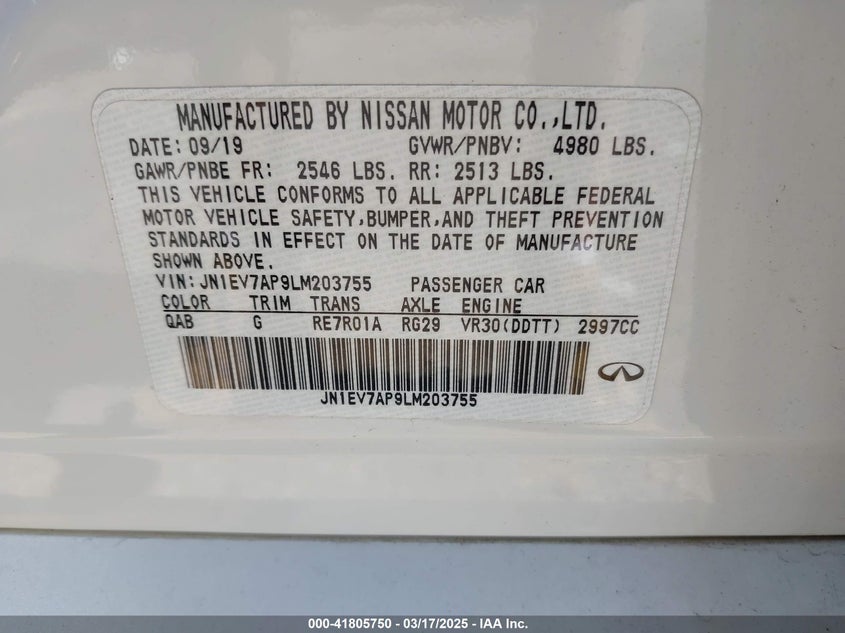 MANUFACTURED BY NISSAN MOTOR CO.,LTD.
DATE: 09/19 GVWR/PNBV: 4980 LBS.
GAWR/PNBE FR: 2546 LBS. RR: 2513 LBS.
THIS VEHICLE CONFORMS TO ALL APPLICABLE FEDERAL
MOTOR VEHICLE SAFETY,BUMPER,AND THEFT PREVENTION
STANDARDS IN EFFECT ON THE DATE OF MANUFACTURE
SHOWN ABOVE.
VIN:JN1EV7AP9LM203755 PASSENGER CAR
COLOR TRIM TRANS AXLE ENGINE
QAB G RE7R01A RG29 VR30(DDTT) 2997CC
JN1EV7AP9LM203755
000-41805750 - 03/17/2025 - IAA Inc.